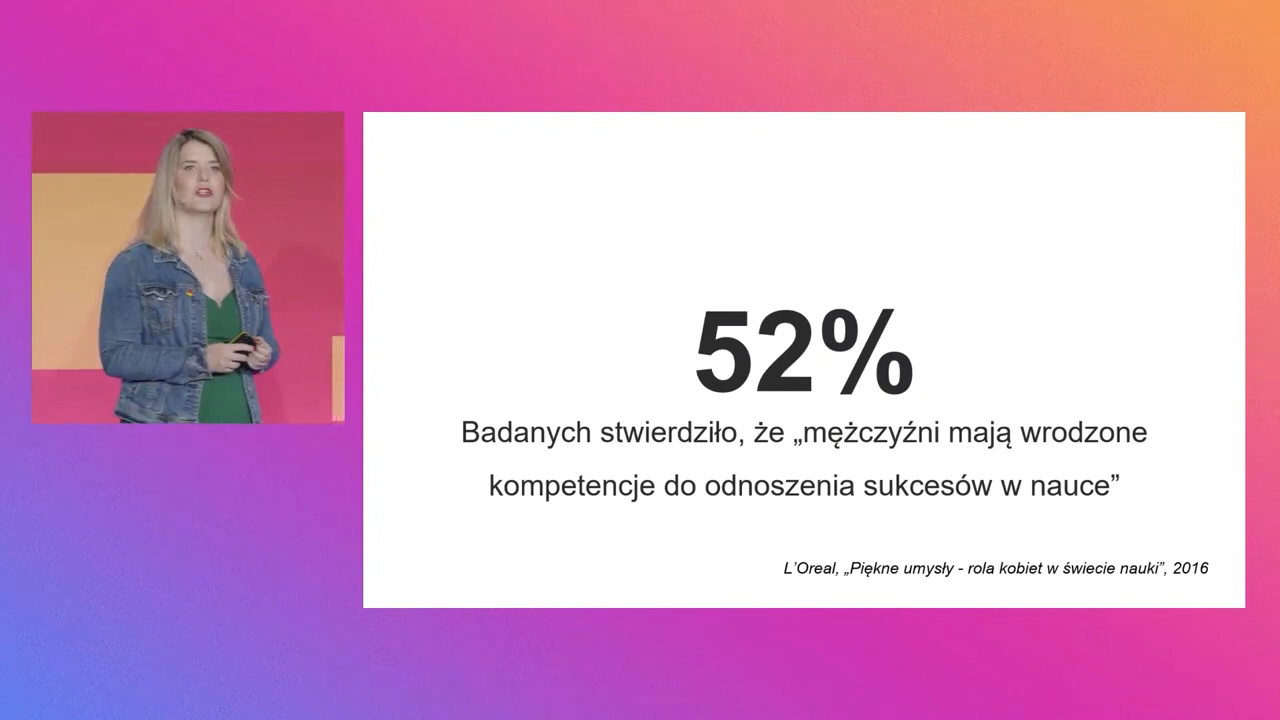 52%
Badanych stwierdziło, że „mężczyźni mają wrodzone
kompetencje do odnoszenia sukcesów w nauce”
L’Oreal, „Piękne umysły - rola kobiet w świecie nauki”, 2016